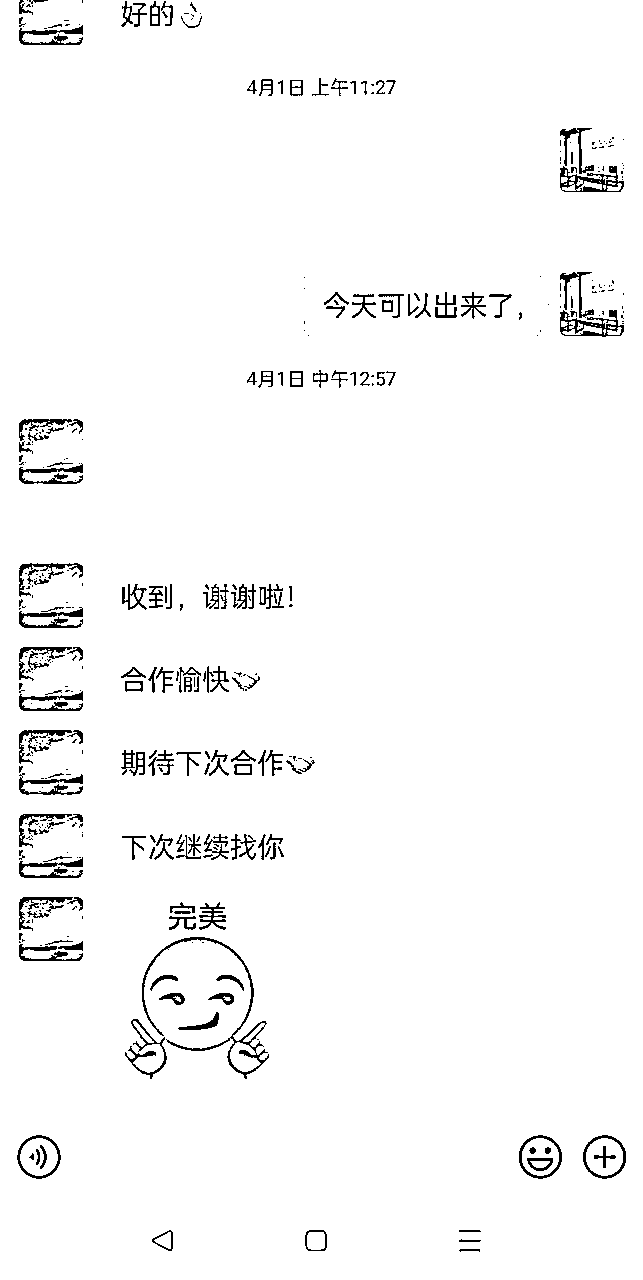 好的👌
4月1日 上午11:27
今天可以出来了，
4月1日 中午12:57
收到，谢谢啦！
合作愉快🤝
期待下次合作🤝
下次继续找你
完美